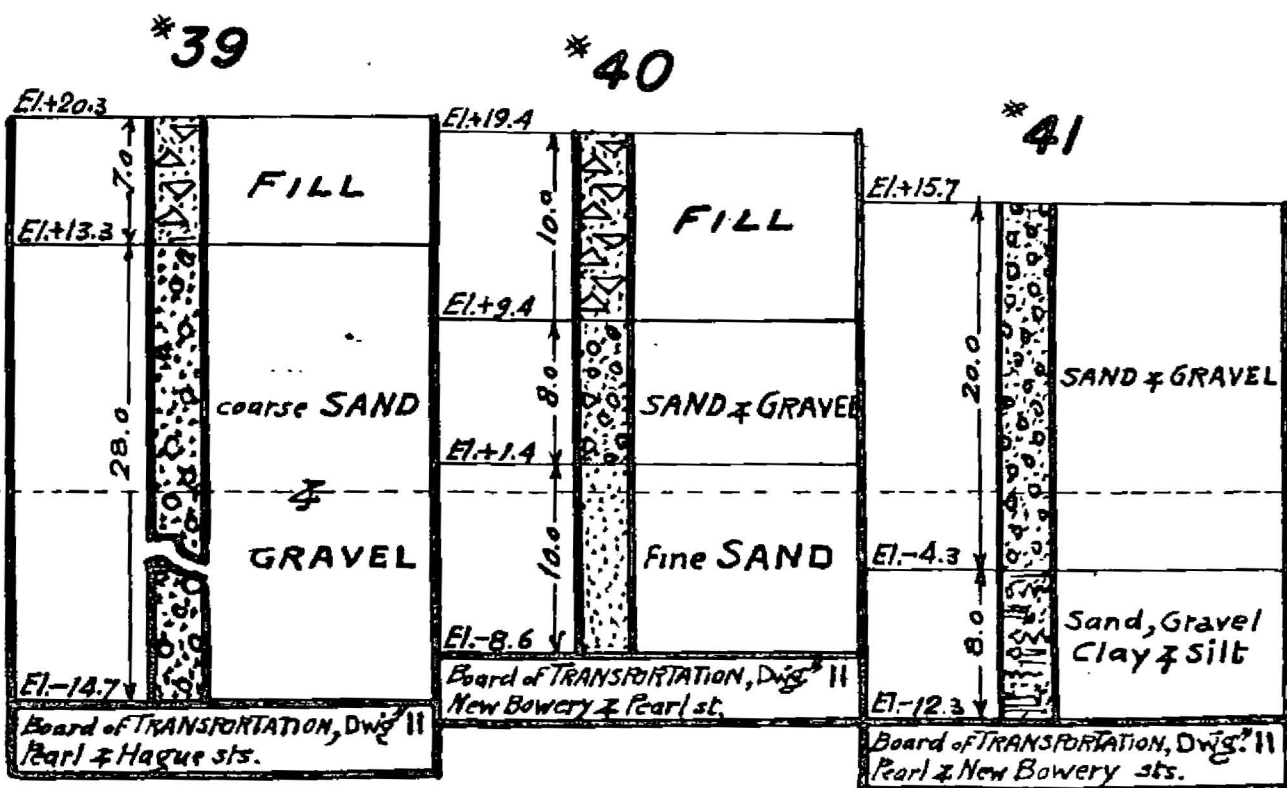 *39
El.+20.3
7.0
FILL
El.+13.3
28.0
coarse SAND
&
GRAVEL
El.-14.7
Board of TRANSPORTATION, Dwg." 11
Pearl & Hague sts.
*40
El.+19.4
10.0
FILL
El.+9.4
8.0
SAND & GRAVEL
El.+1.4
10.0
Fine SAND
El.-8.6
Board of TRANSPORTATION, Dwg." 11
New Bowery & Pearl st.
*41
El.+15.7
20.0
SAND & GRAVEL
El.-4.3
8.0
Sand, Gravel
Clay & Silt
El.-12.3
Board of TRANSPORTATION, Dwg." 11
Pearl & New Bowery sts.